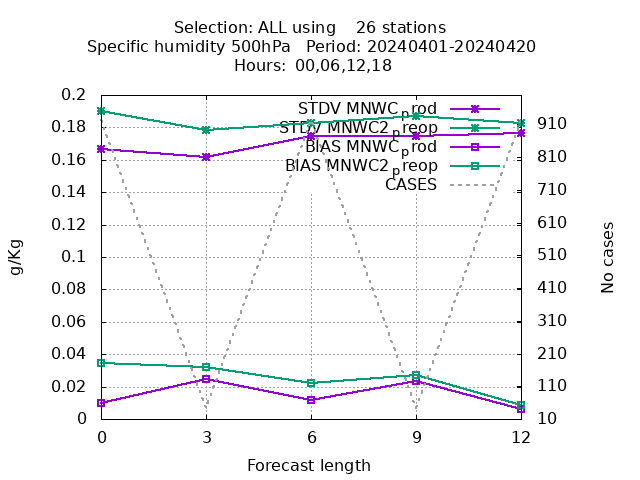 Selection: ALL using    26 stations
Specific humidity 500hPa   Period: 20240401-20240420
Hours: 00,06,12,18
0.2
0.18
0.16
0.14
0.12
0.1
0.08
0.06
0.04
0.02
0
g/Kg
STDV MNWC_prod
STDV MNWC2_preop
BIAS MNWC_prod
BIAS MNWC2_preop
CASES
910
810
710
610
510
410
310
210
110
10
No cases
0 3 6 9 12
Forecast length